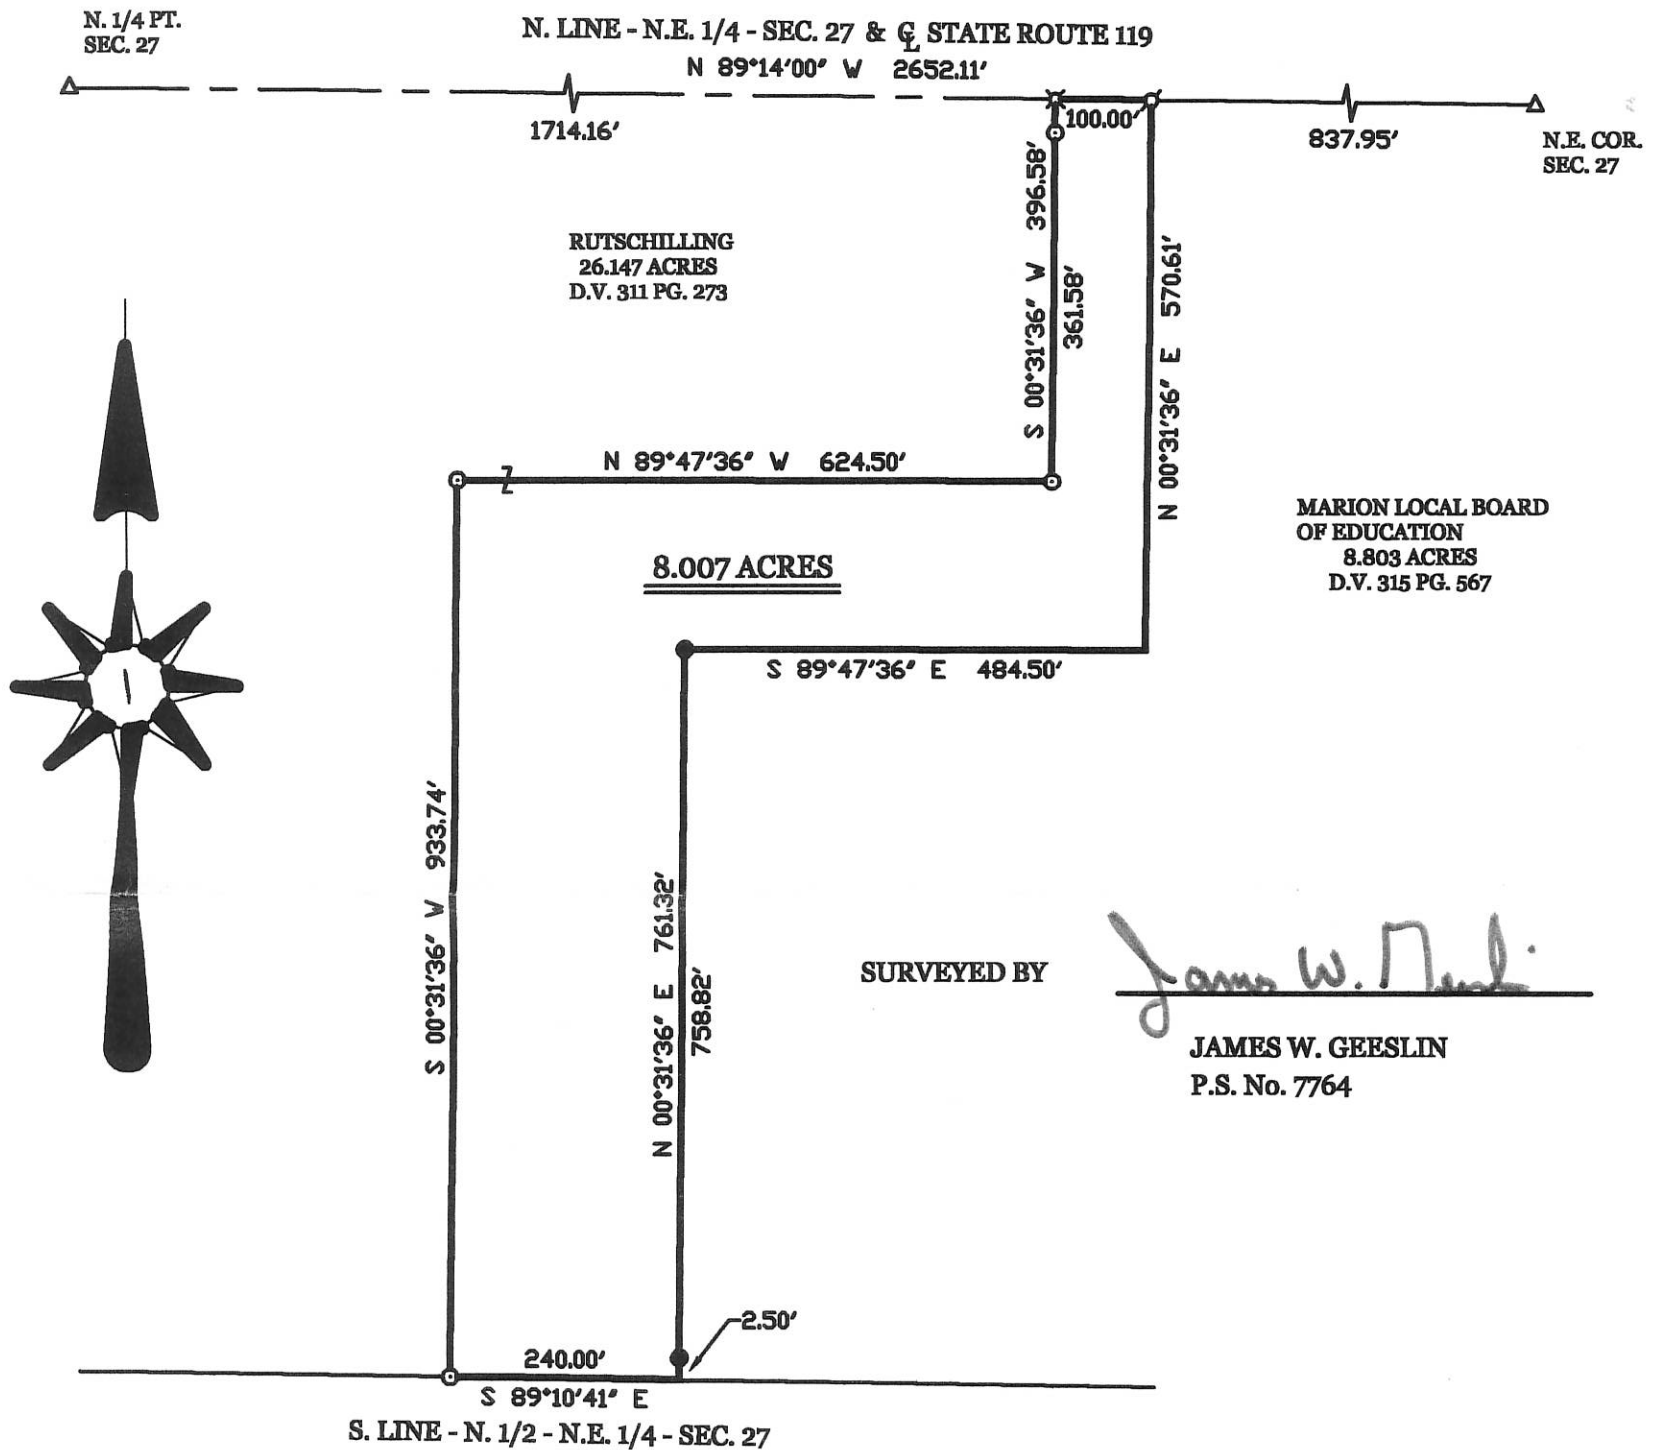 N. 1/4 PT.
SEC. 27
N. LINE - N.E. 1/4 - SEC. 27 & ℄ STATE ROUTE 119
N 89°14'00" W 2652.11'
1714.16'
100.00'
837.95'
N.E. COR.
SEC. 27
RUTSCHILLING
26.147 ACRES
D.V. 311 PG. 273
S 00°31'36" W 396.58'
361.58'
N 00°31'36" E 570.61'
N 89°47'36" W 624.50'
MARION LOCAL BOARD
OF EDUCATION
8.803 ACRES
D.V. 315 PG. 567
8.007 ACRES
S 89°47'36" E 484.50'
S 00°31'36" W 933.74'
N 00°31'36" E 761.32'
758.82'
SURVEYED BY
James W. Geeslin
JAMES W. GEESLIN
P.S. No. 7764
2.50'
240.00'
S 89°10'41" E
S. LINE - N. 1/2 - N.E. 1/4 - SEC. 27